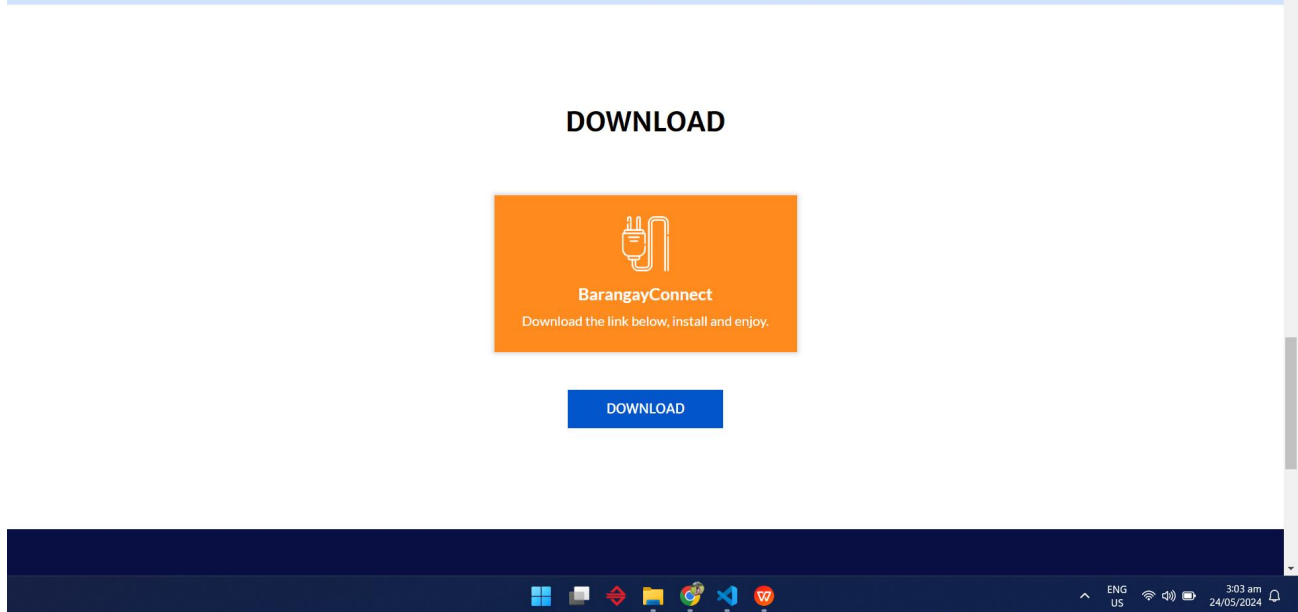 DOWNLOAD
BarangayConnect
Download the link below, install and enjoy.
DOWNLOAD
ENG
US
3:03 am
24/05/2024